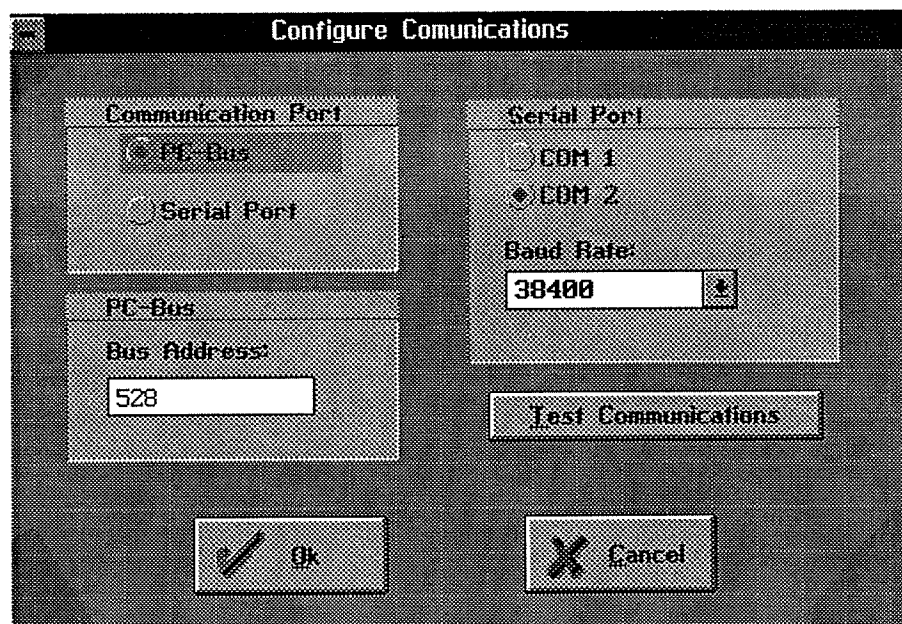 Configure Comunications
Communication Port
PC-Bus
Serial Port
PC-Bus
Bus Address:
528
Serial Port
COM 1
COM 2
Baud Rate:
38400
Test Communications
Ok
Cancel